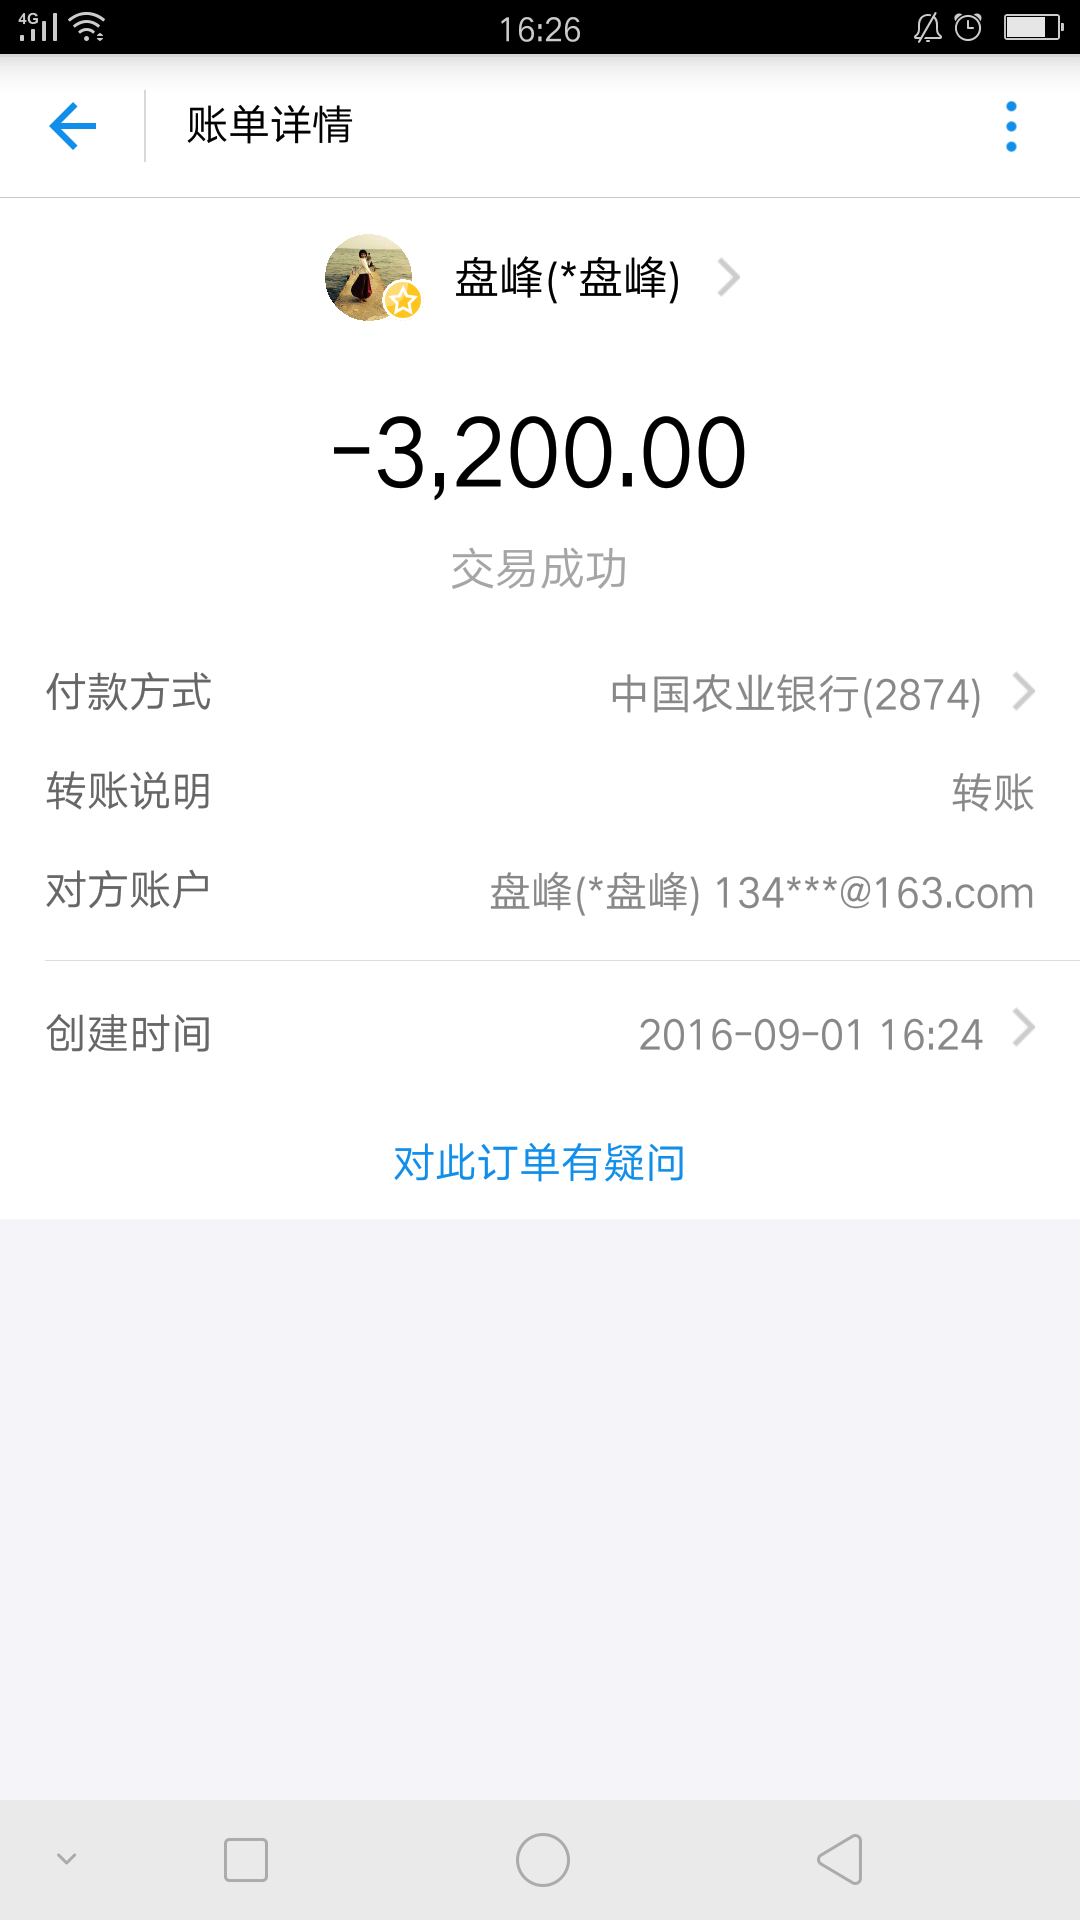 4G 16:26
账单详情
盘峰(*盘峰)
-3,200.00
交易成功
付款方式 中国农业银行(2874)
转账说明 转账
对方账户 盘峰(*盘峰) 134***@163.com
创建时间 2016-09-01 16:24
对此订单有疑问